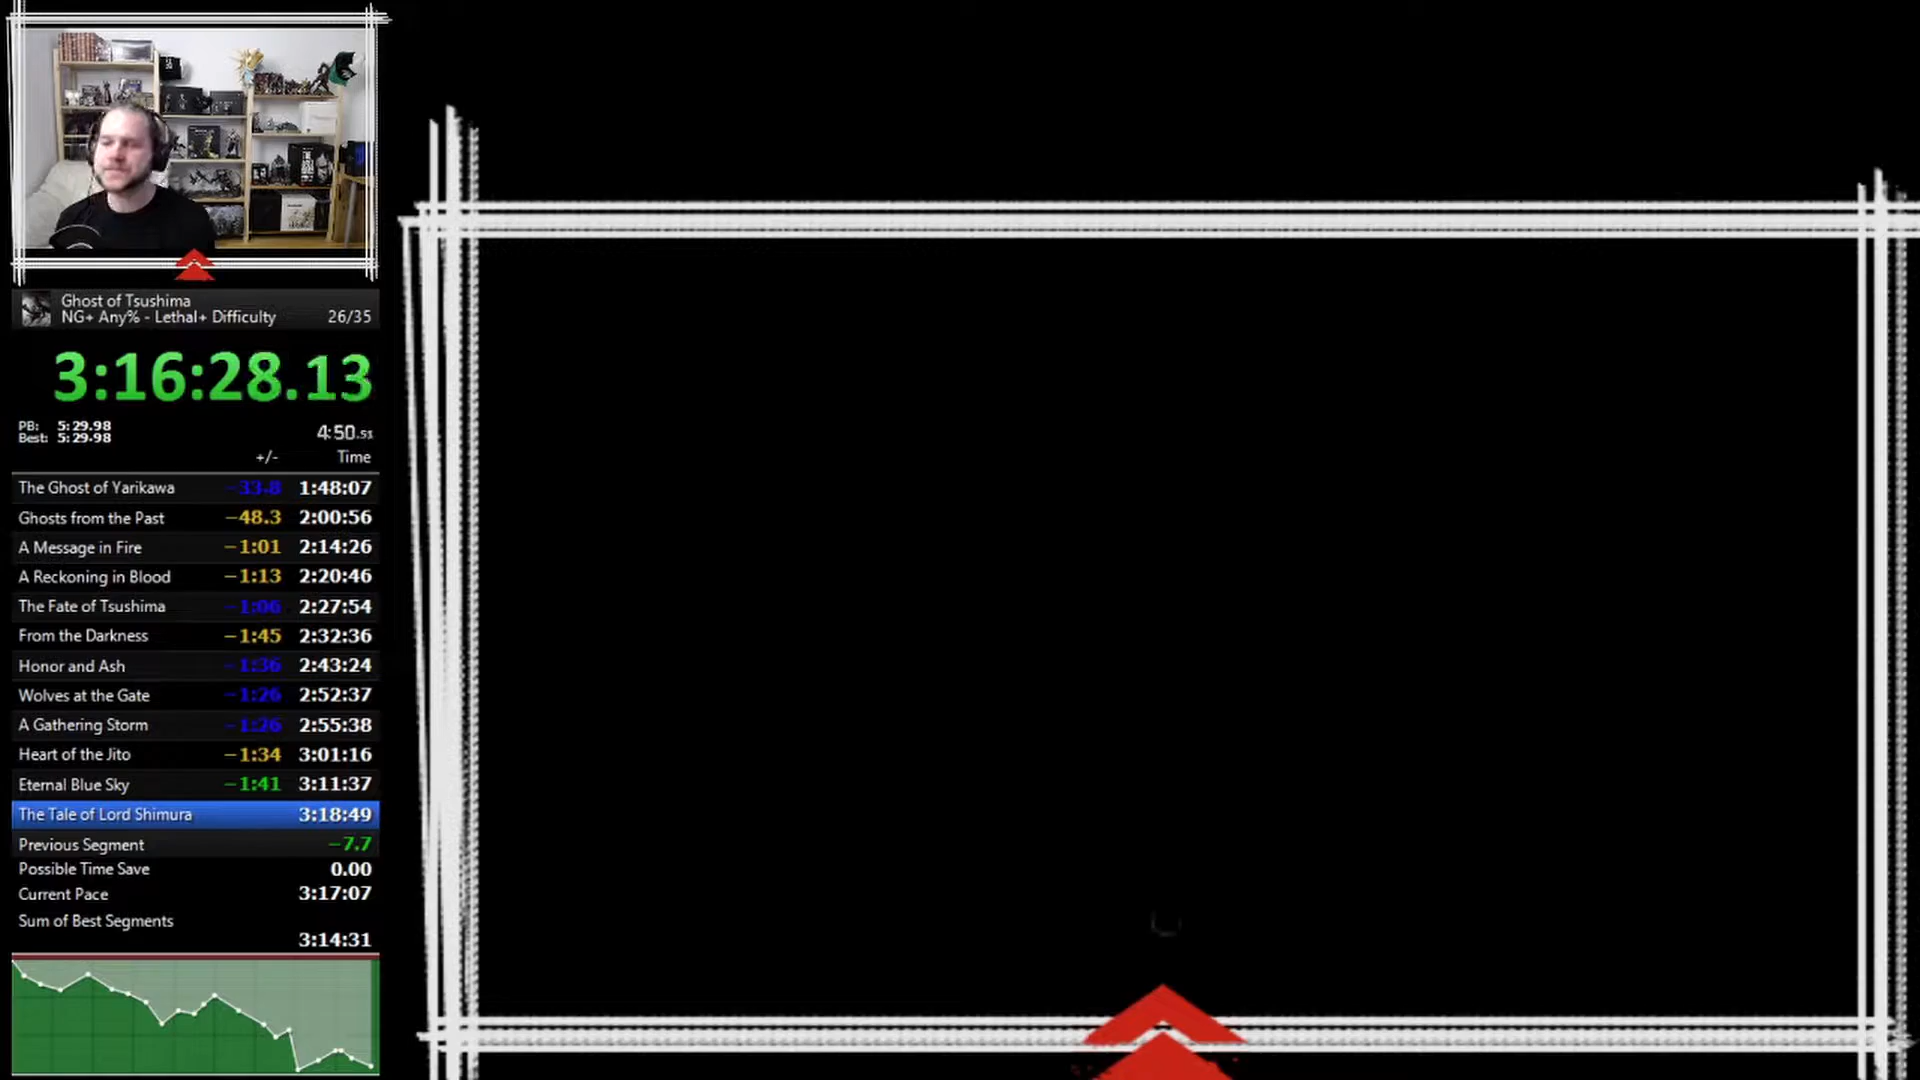 Ghost of Tsushima
NG+ Any% - Lethal+ Difficulty 26/35
3:16:28.13
PB: 5:29.98
Best: 5:29.98
4:50.51
+/- Time
The Ghost of Yarikawa -33.8 1:48:07
Ghosts from the Past -48.3 2:00:56
A Message in Fire -1:01 2:14:26
A Reckoning in Blood -1:13 2:20:46
The Fate of Tsushima -1:06 2:27:54
From the Darkness -1:45 2:32:36
Honor and Ash -1:36 2:43:24
Wolves at the Gate -1:26 2:52:37
A Gathering Storm -1:26 2:55:38
Heart of the Jito -1:34 3:01:16
Eternal Blue Sky -1:41 3:11:37
The Tale of Lord Shimura 3:18:49
Previous Segment -7.7
Possible Time Save 0.00
Current Pace 3:17:07
Sum of Best Segments
3:14:31